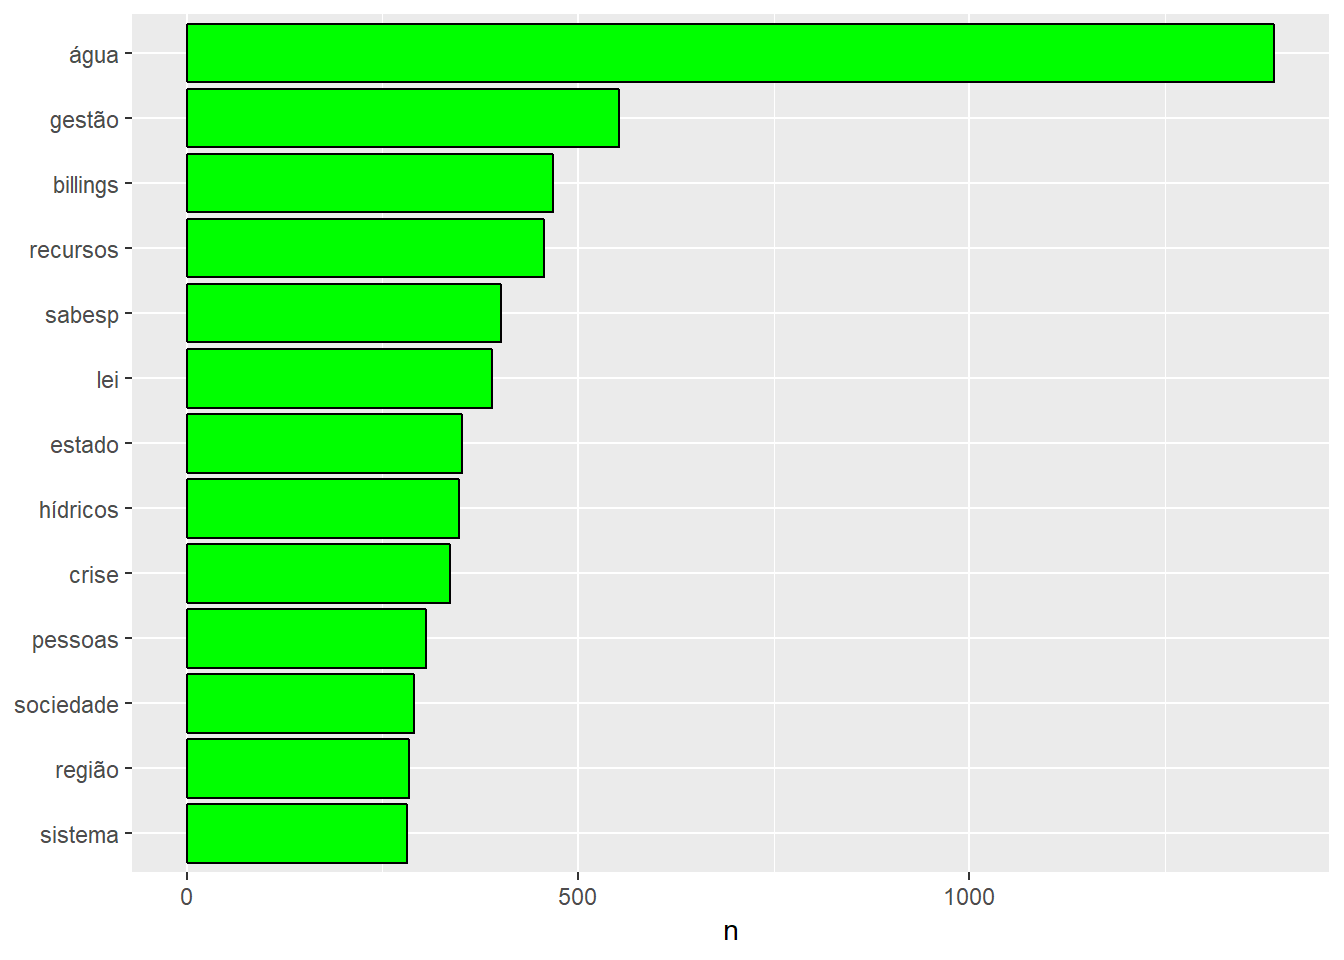 água
gestão
billings
recursos
sabesp
lei
estado
hídricos
crise
pessoas
sociedade
região
sistema
0 500 1000
n